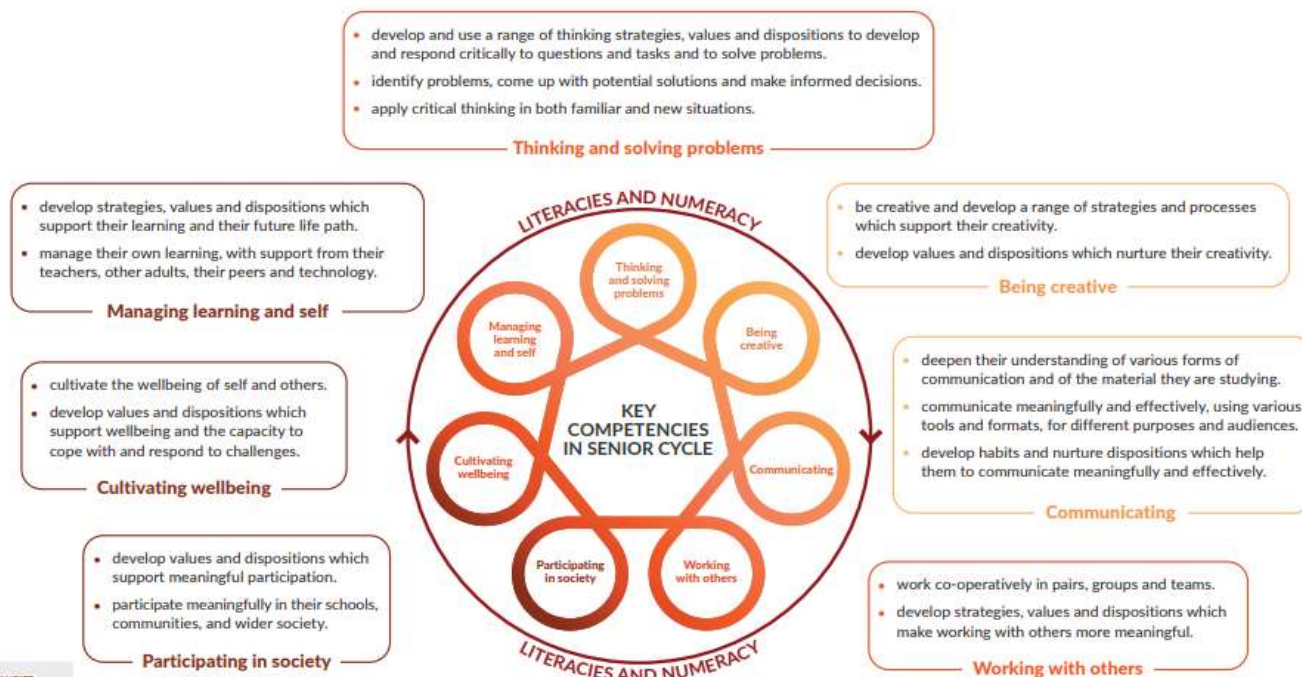 • develop and use a range of thinking strategies, values and dispositions to develop
and respond critically to questions and tasks and to solve problems.
• identify problems, come up with potential solutions and make informed decisions.
• apply critical thinking in both familiar and new situations.
Thinking and solving problems
• develop strategies, values and dispositions which
support their learning and their future life path.
• manage their own learning, with support from their
teachers, other adults, their peers and technology.
Managing learning and self
• cultivate the wellbeing of self and others.
• develop values and dispositions which
support wellbeing and the capacity to
cope with and respond to challenges.
Cultivating wellbeing
• develop values and dispositions which
support meaningful participation.
• participate meaningfully in their schools,
communities, and wider society.
Participating in society
LITERACIES AND NUMERACY
Thinking
and solving
problems
Managing
learning
and self
Being
creative
KEY
COMPETENCIES
IN SENIOR CYCLE
Cultivating
wellbeing
Communicating
Participating
in society
Working
with others
LITERACIES AND NUMERACY
• be creative and develop a range of strategies and processes
which support their creativity.
• develop values and dispositions which nurture their creativity.
Being creative
• deepen their understanding of various forms of
communication and of the material they are studying.
• communicate meaningfully and effectively, using various
tools and formats, for different purposes and audiences.
• develop habits and nurture dispositions which help
them to communicate meaningfully and effectively.
Communicating
• work co-operatively in pairs, groups and teams.
• develop strategies, values and dispositions which
make working with others more meaningful.
Working with others